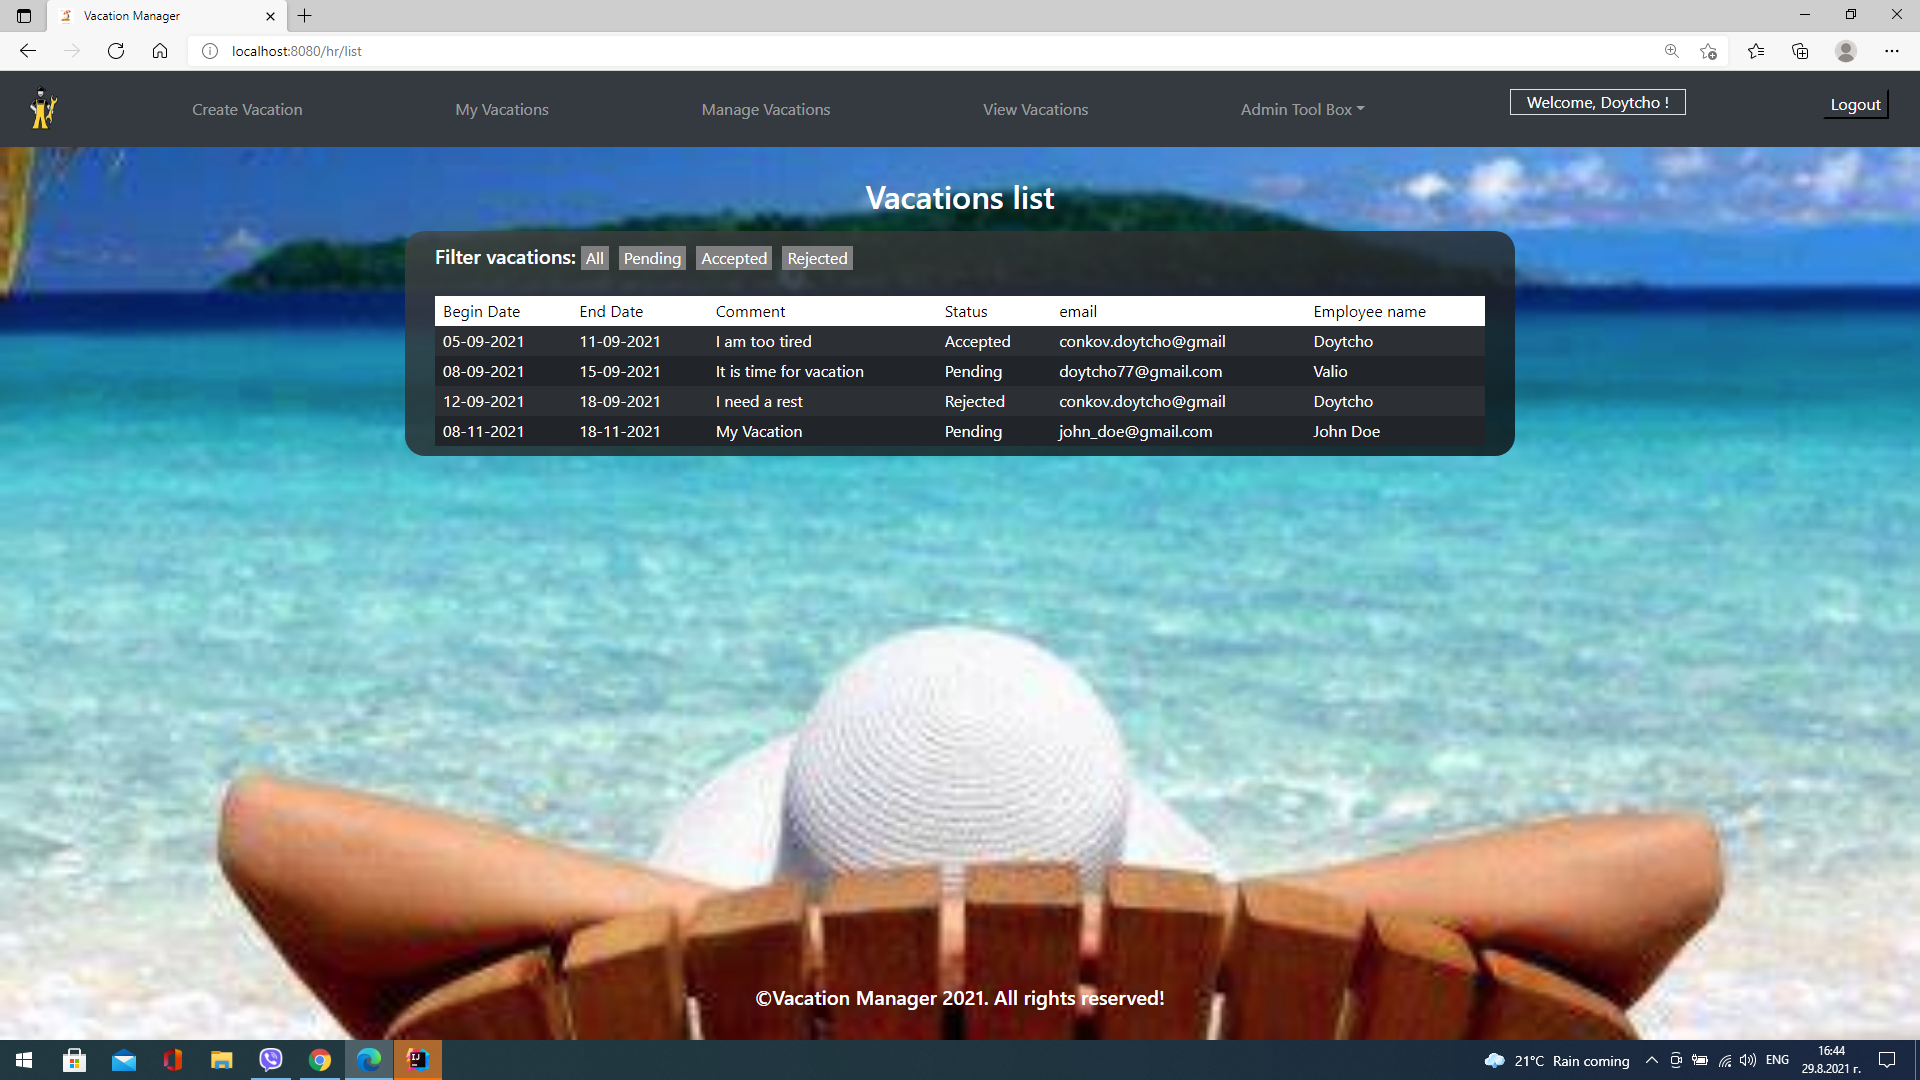 Vacation Manager
localhost:8080/hr/list
Create Vacation My Vacations Manage Vacations View Vacations Admin Tool Box Welcome, Doytcho ! Logout
Vacations list
Filter vacations: All Pending Accepted Rejected
Begin Date End Date Comment Status email Employee name
05-09-2021 11-09-2021 I am too tired Accepted conkov.doytcho@gmail Doytcho
08-09-2021 15-09-2021 It is time for vacation Pending doytcho77@gmail.com Valio
12-09-2021 18-09-2021 I need a rest Rejected conkov.doytcho@gmail Doytcho
08-11-2021 18-11-2021 My Vacation Pending john_doe@gmail.com John Doe
©Vacation Manager 2021. All rights reserved!
21°C Rain coming ENG 16:44
29.8.2021 г.